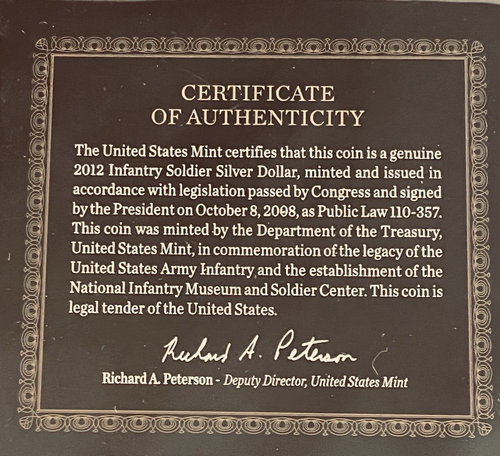 CERTIFICATE
OF AUTHENTICITY
The United States Mint certifies that this coin is a genuine
2012 Infantry Soldier Silver Dollar, minted and issued in
accordance with legislation passed by Congress and signed
by the President on October 8, 2008, as Public Law 110-357.
This coin was minted by the Department of the Treasury,
United States Mint, in commemoration of the legacy of the
United States Army Infantry and the establishment of the
National Infantry Museum and Soldier Center. This coin is
legal tender of the United States.
Richard A. Peterson
Richard A. Peterson - Deputy Director, United States Mint